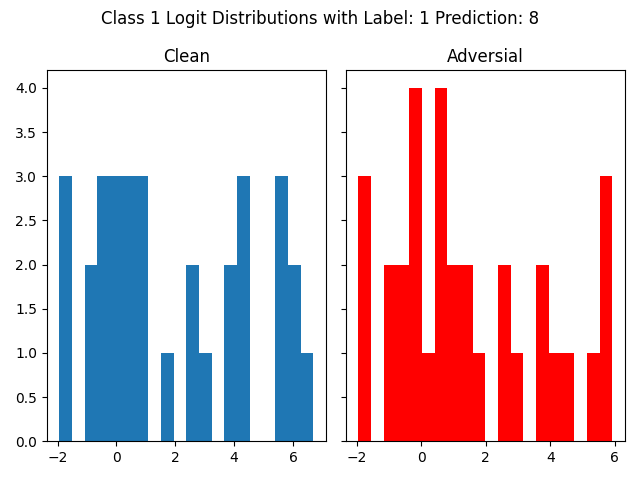 Class 1 Logit Distributions with Label: 1 Prediction: 8
Clean
Adversial
4.0
3.5
3.0
2.5
2.0
1.5
1.0
0.5
0.0
−2 0 2 4 6
−2 0 2 4 6